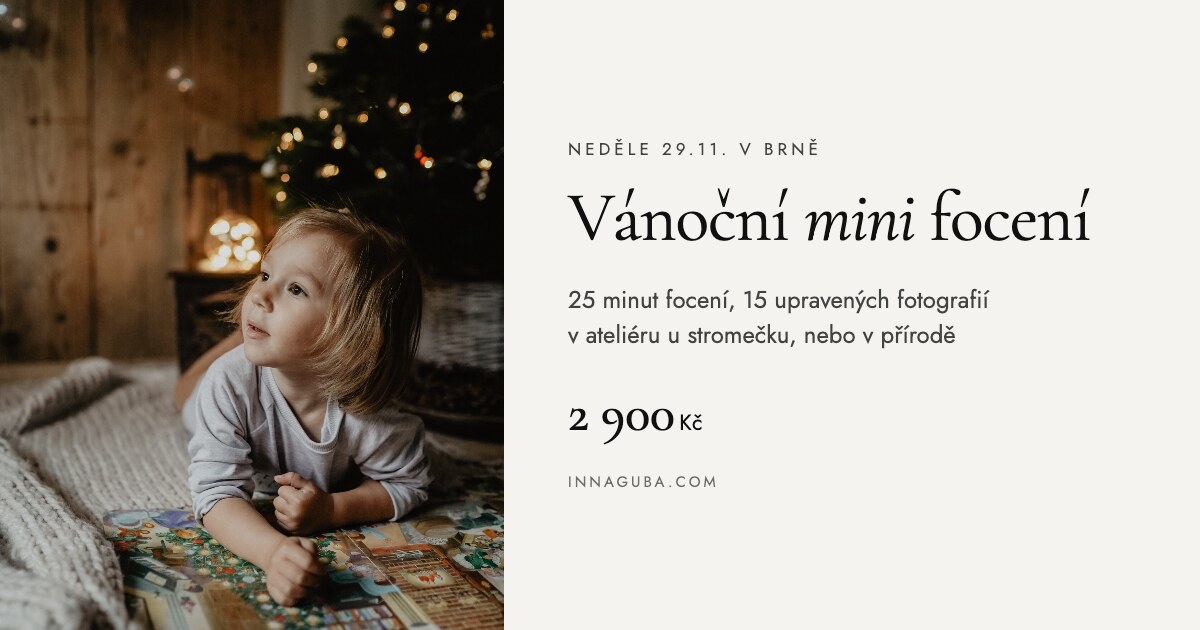 NEDĚLE 29.11. V BRNĚ
Vánoční mini focení
25 minut focení, 15 upravených fotografií
v ateliéru u stromečku, nebo v přírodě
2 900 Kč
INNAGUBA.COM